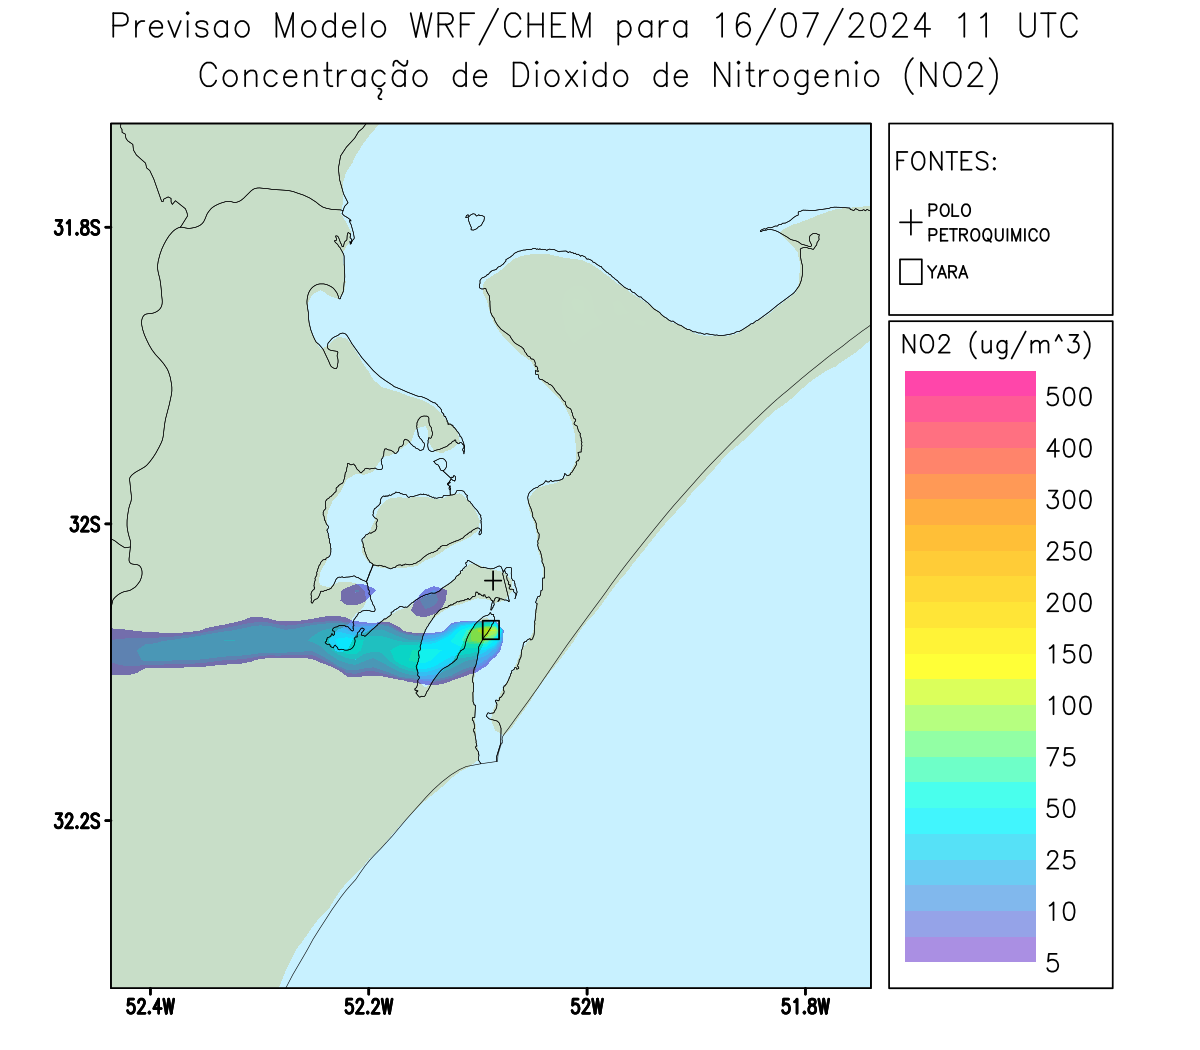 Previsao Modelo WRF/CHEM para 16/07/2024 11 UTC
Concentração de Dioxido de Nitrogenio (NO2)
FONTES:
POLO
PETROQUIMICO
YARA
NO2 (ug/m^3)
500
400
300
250
200
150
100
75
50
25
10
5
31.8S
32S
32.2S
52.4W
52.2W
52W
51.8W